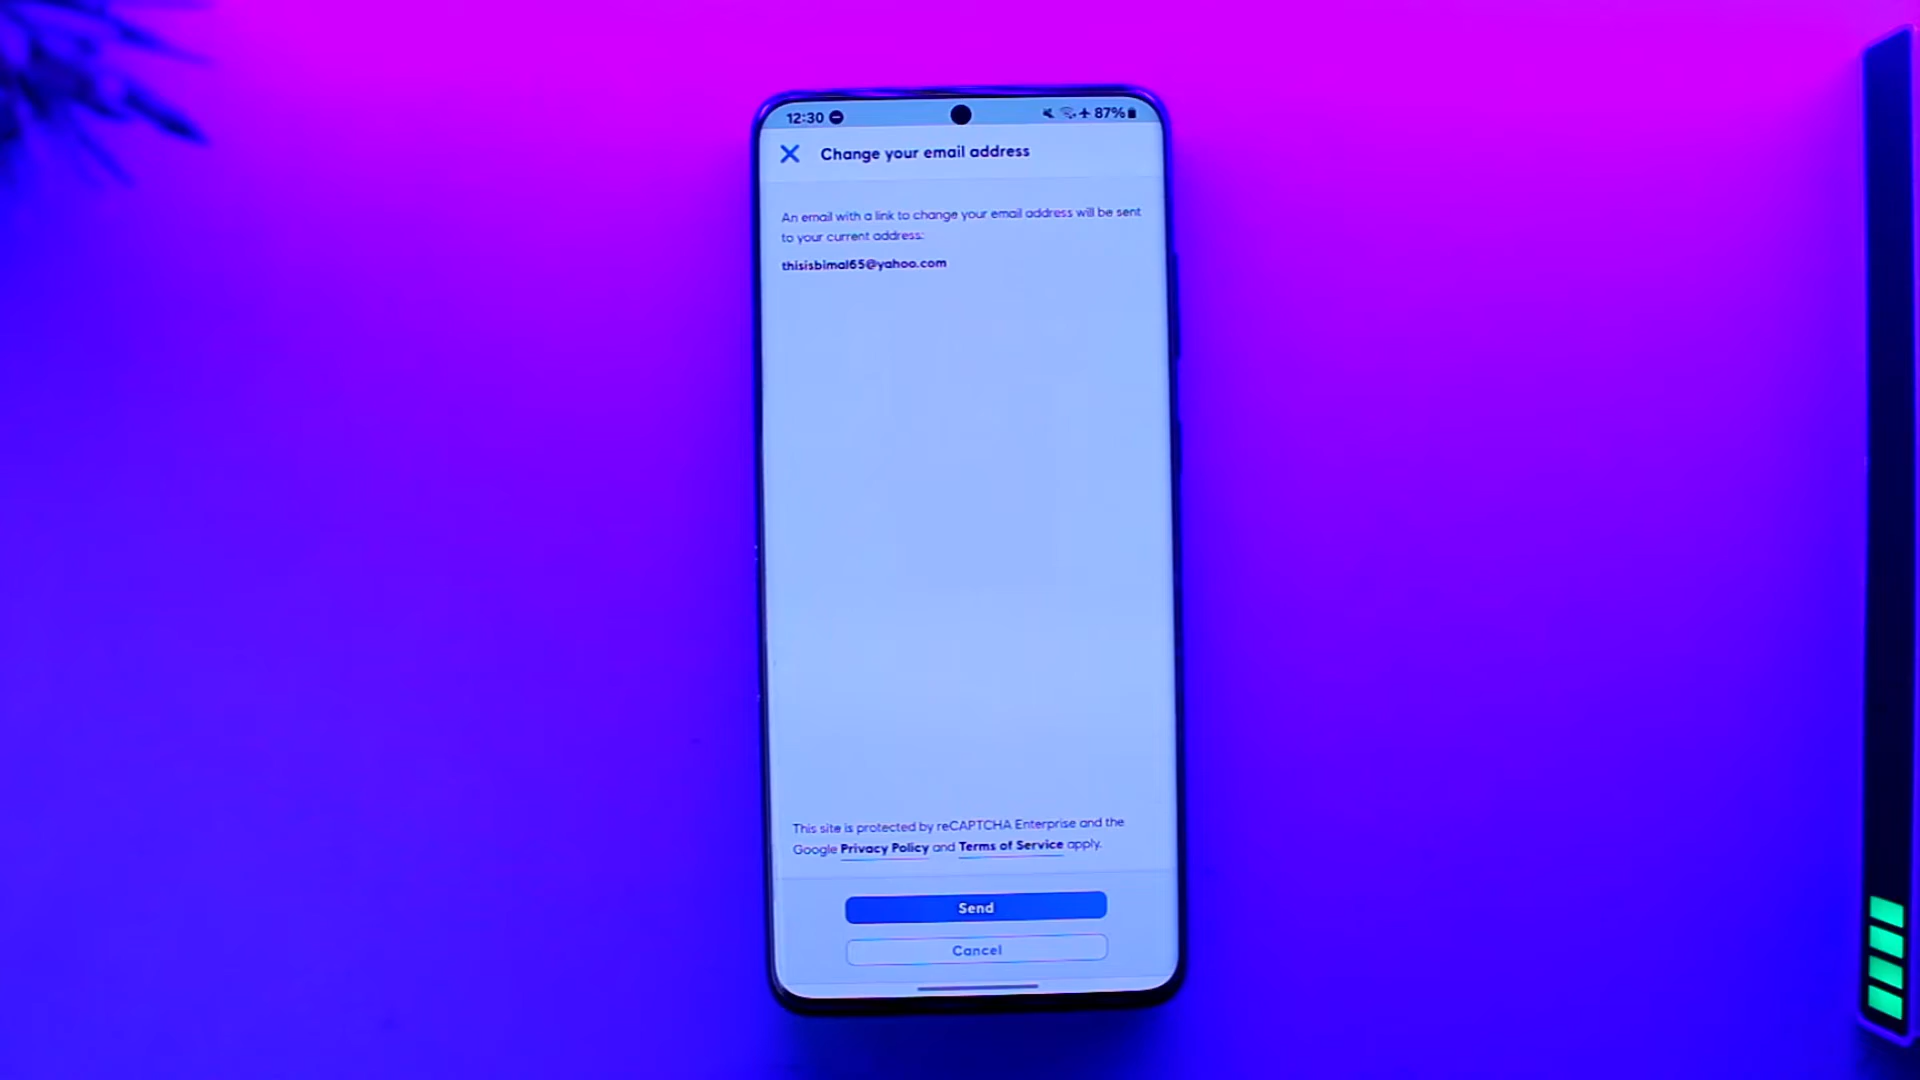 12:30 87%
Change your email address
An email with a link to change your email address will be sent
to your current address:
thisisbimal65@yahoo.com
This site is protected by reCAPTCHA Enterprise and the
Google Privacy Policy and Terms of Service apply.
Send
Cancel